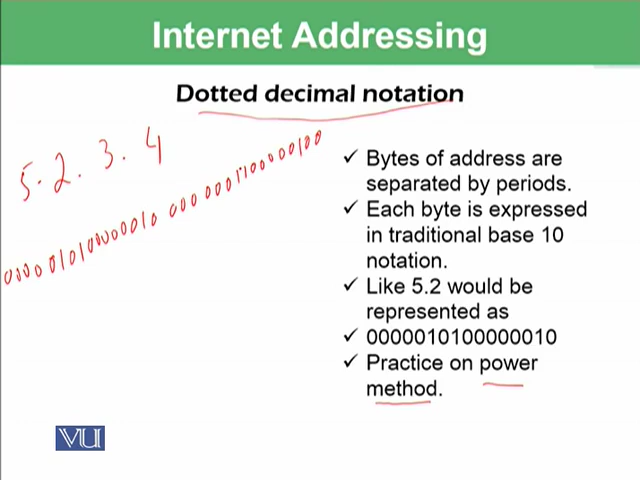 Internet Addressing
Dotted decimal notation
5.2.3.4
✓ Bytes of address are
separated by periods.
✓ Each byte is expressed
in traditional base 10
notation.
✓ Like 5.2 would be
represented as
✓ 0000010100000010
✓ Practice on power
method.
VU